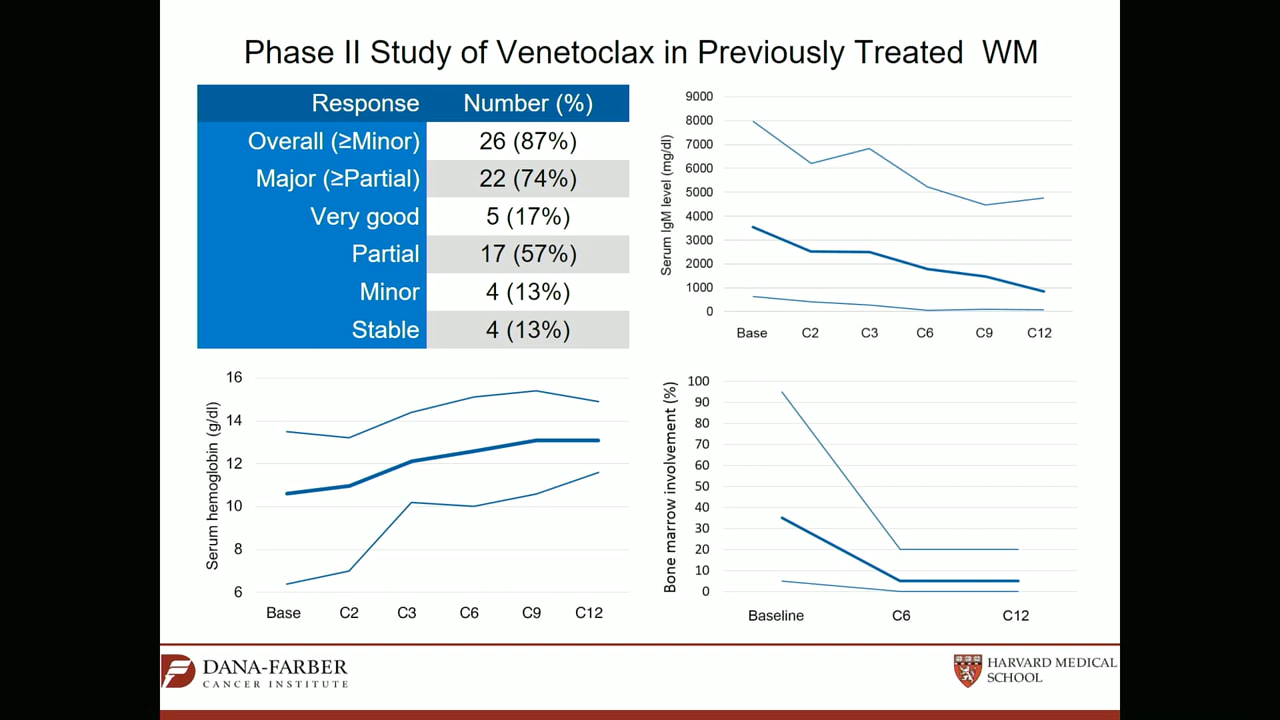 Phase II Study of Venetoclax in Previously Treated WM
Response Number (%)
Overall (≥Minor) 26 (87%)
Major (≥Partial) 22 (74%)
Very good 5 (17%)
Partial 17 (57%)
Minor 4 (13%)
Stable 4 (13%)
Serum IgM level (mg/dl)
9000
8000
7000
6000
5000
4000
3000
2000
1000
0
Base C2 C3 C6 C9 C12
Serum hemoglobin (g/dl)
16
14
12
10
8
6
Base C2 C3 C6 C9 C12
Bone marrow involvement (%)
100
90
80
70
60
50
40
30
20
10
0
Baseline C6 C12
DANA-FARBER
CANCER INSTITUTE
HARVARD MEDICAL
SCHOOL